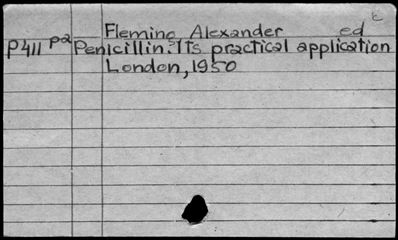 Fleming Alexander ed
P411 p2 Penicillin: Its practical application
London, 1950